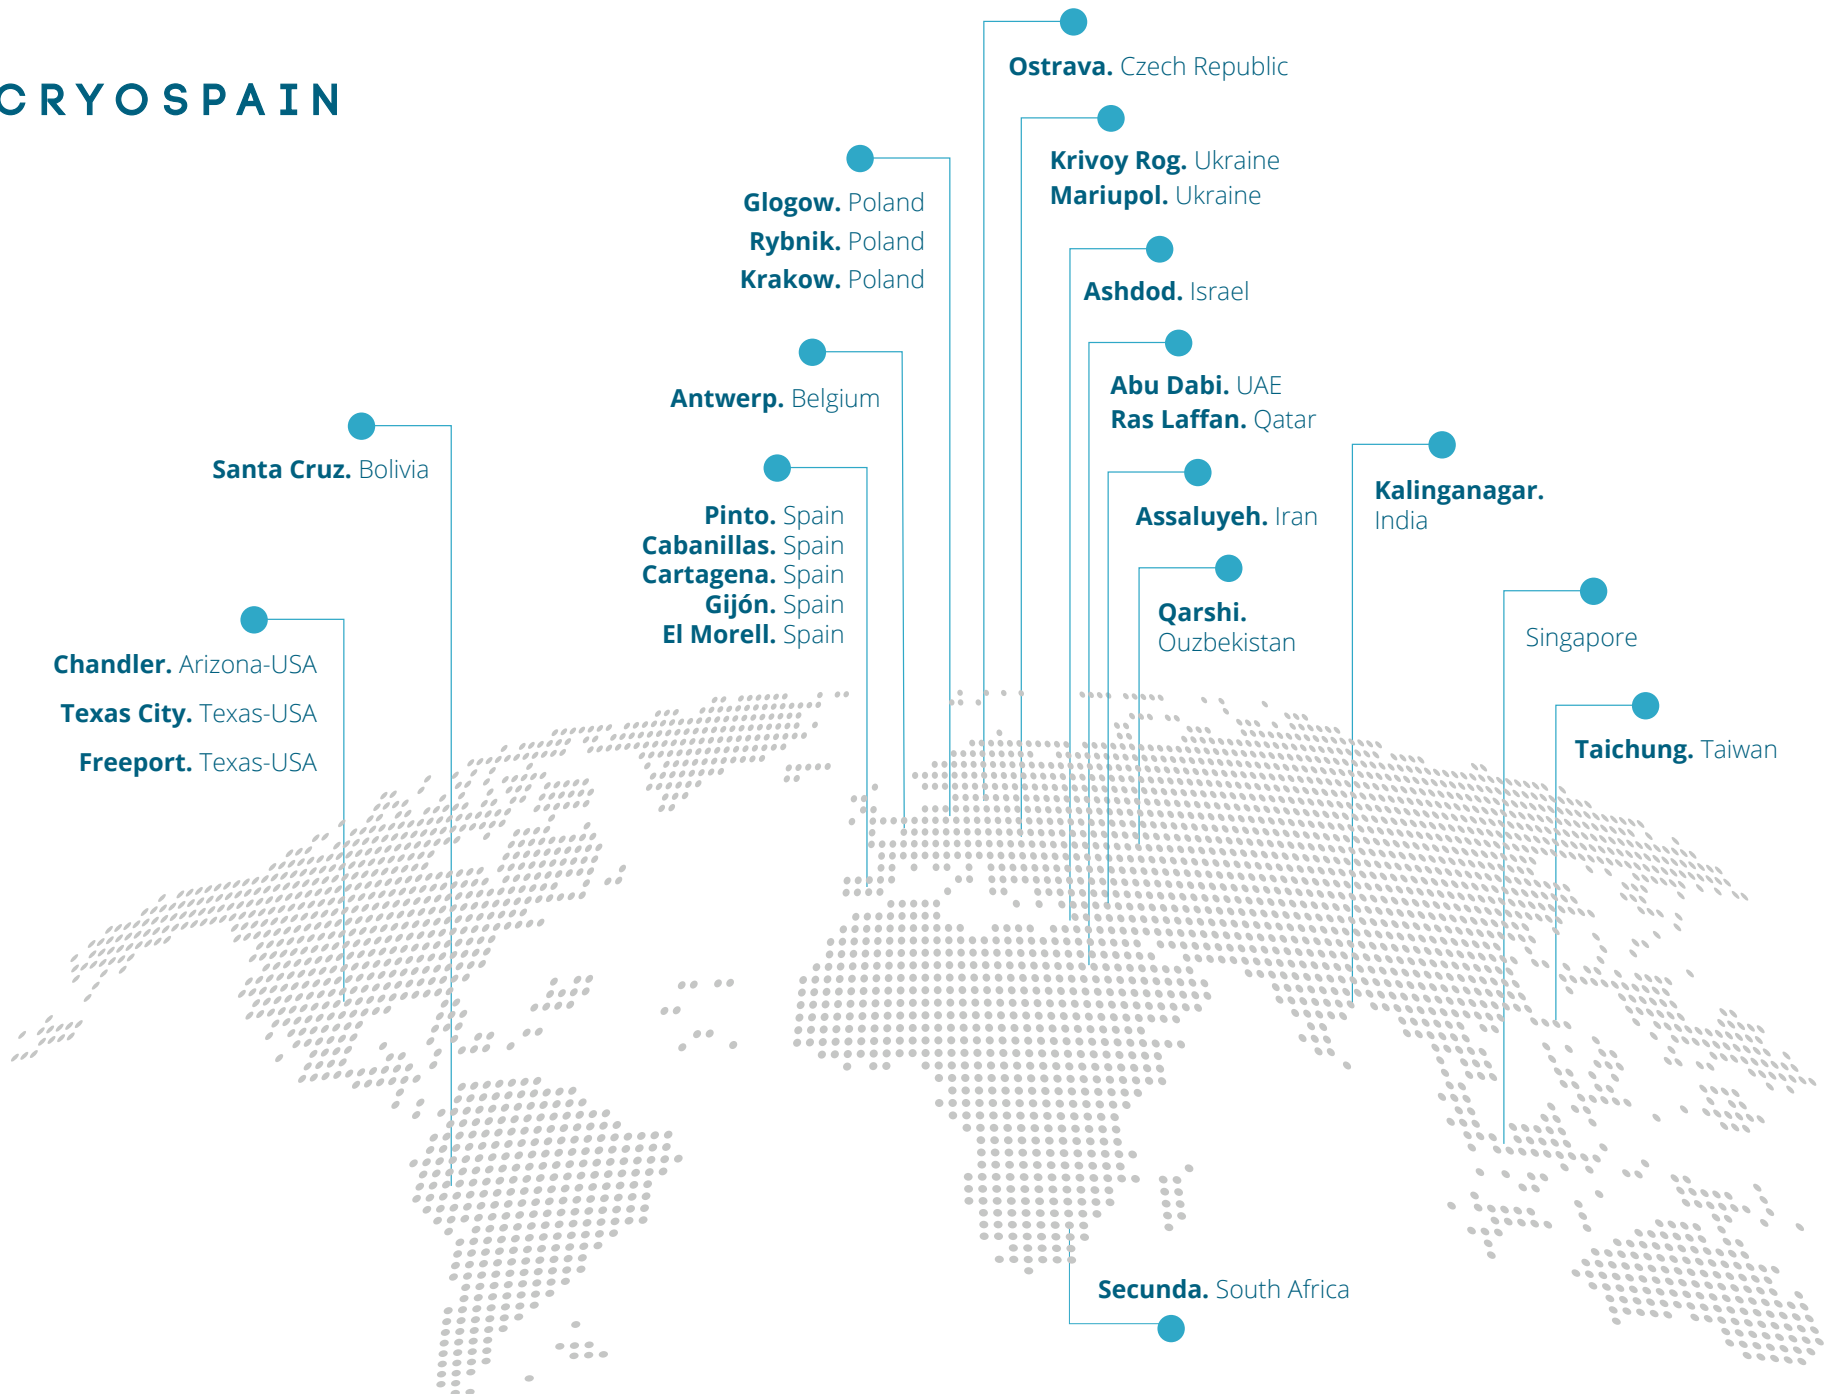 CRYOSPAIN
Ostrava. Czech Republic
Krivoy Rog. Ukraine
Mariupol. Ukraine
Glogow. Poland
Rybnik. Poland
Krakow. Poland
Ashdod. Israel
Antwerp. Belgium
Abu Dabi. UAE
Ras Laffan. Qatar
Santa Cruz. Bolivia
Pinto. Spain
Cabanillas. Spain
Cartagena. Spain
Gijón. Spain
El Morell. Spain
Assaluyeh. Iran
Kalinganagar.
India
Qarshi.
Ouzbekistan
Singapore
Chandler. Arizona-USA
Texas City. Texas-USA
Freeport. Texas-USA
Taichung. Taiwan
Secunda. South Africa